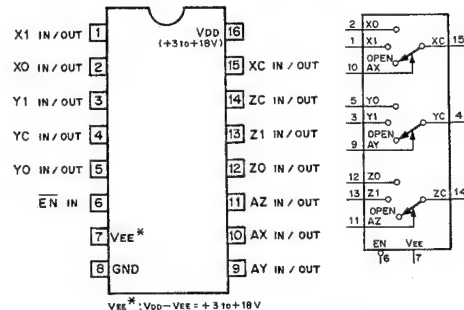 X1 IN/OUT 1
X0 IN/OUT 2
Y1 IN/OUT 3
YC IN/OUT 4
Y0 IN/OUT 5
EN IN 6
7 VEE*
8 GND
VDD 16
(+3to+18V)
15 XC IN/OUT
14 ZC IN/OUT
13 Z1 IN/OUT
12 Z0 IN/OUT
11 AZ IN/OUT
10 AX IN/OUT
9 AY IN/OUT
VEE*: VDD-VEE = +3 to +18V
2 X0
1 X1 XC 15
OPEN
10 AX
5 Y0
3 Y1 YC 4
OPEN
9 AY
12 Z0
13 Z1 ZC 14
OPEN
11 AZ
EN VEE
6 7